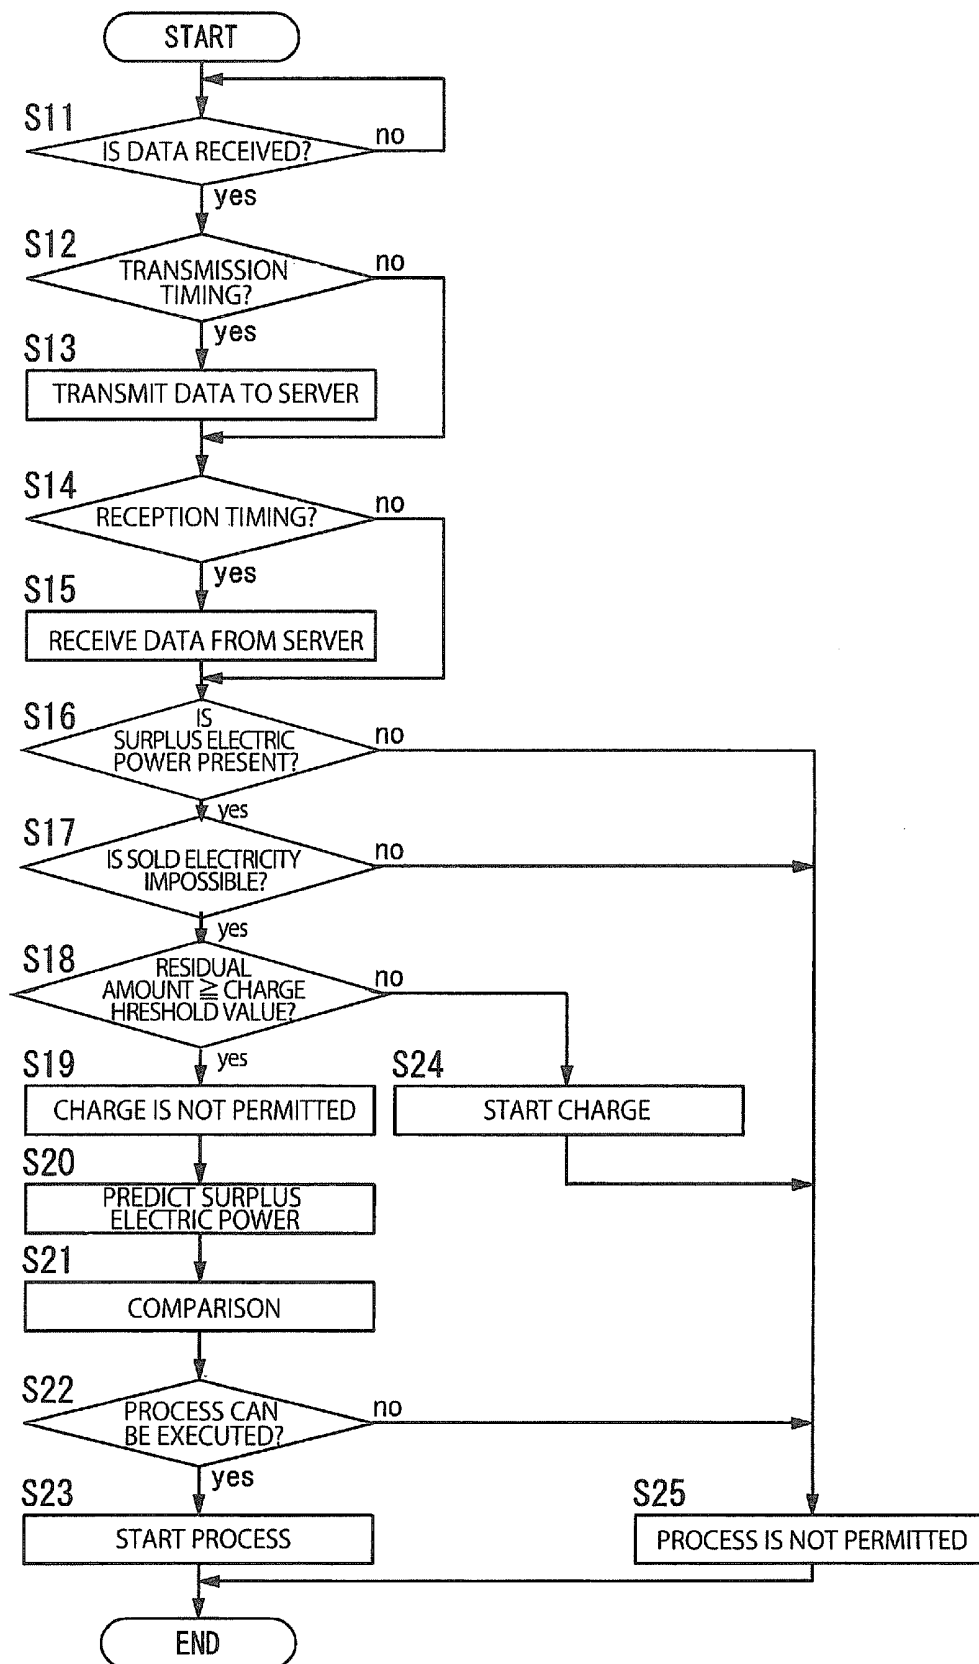 START
S11
IS DATA RECEIVED?
no
yes
S12
TRANSMISSION
TIMING?
no
yes
S13
TRANSMIT DATA TO SERVER
S14
RECEPTION TIMING?
no
yes
S15
RECEIVE DATA FROM SERVER
S16
IS
SURPLUS ELECTRIC
POWER PRESENT?
no
yes
S17
IS SOLD ELECTRICITY
IMPOSSIBLE?
no
yes
S18
RESIDUAL
AMOUNT ≧ CHARGE
HRESHOLD VALUE?
no
yes
S19
CHARGE IS NOT PERMITTED
S24
START CHARGE
S20
PREDICT SURPLUS
ELECTRIC POWER
S21
COMPARISON
S22
PROCESS CAN
BE EXECUTED?
no
yes
S23
START PROCESS
S25
PROCESS IS NOT PERMITTED
END